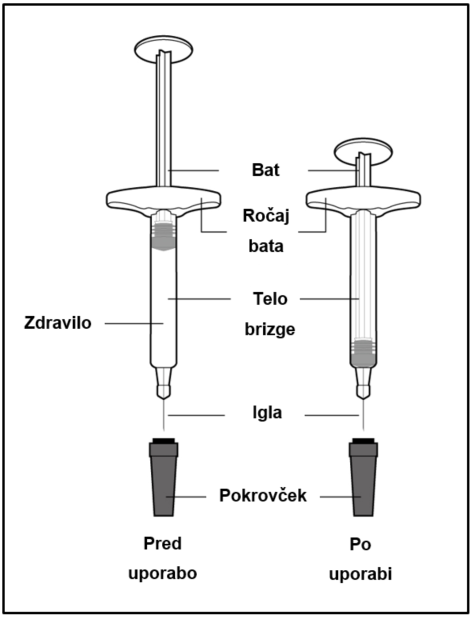 Bat
Ročaj
bata
Zdravilo
Telo
brizge
Igla
Pokrovček
Pred
uporabo
Po
uporabi